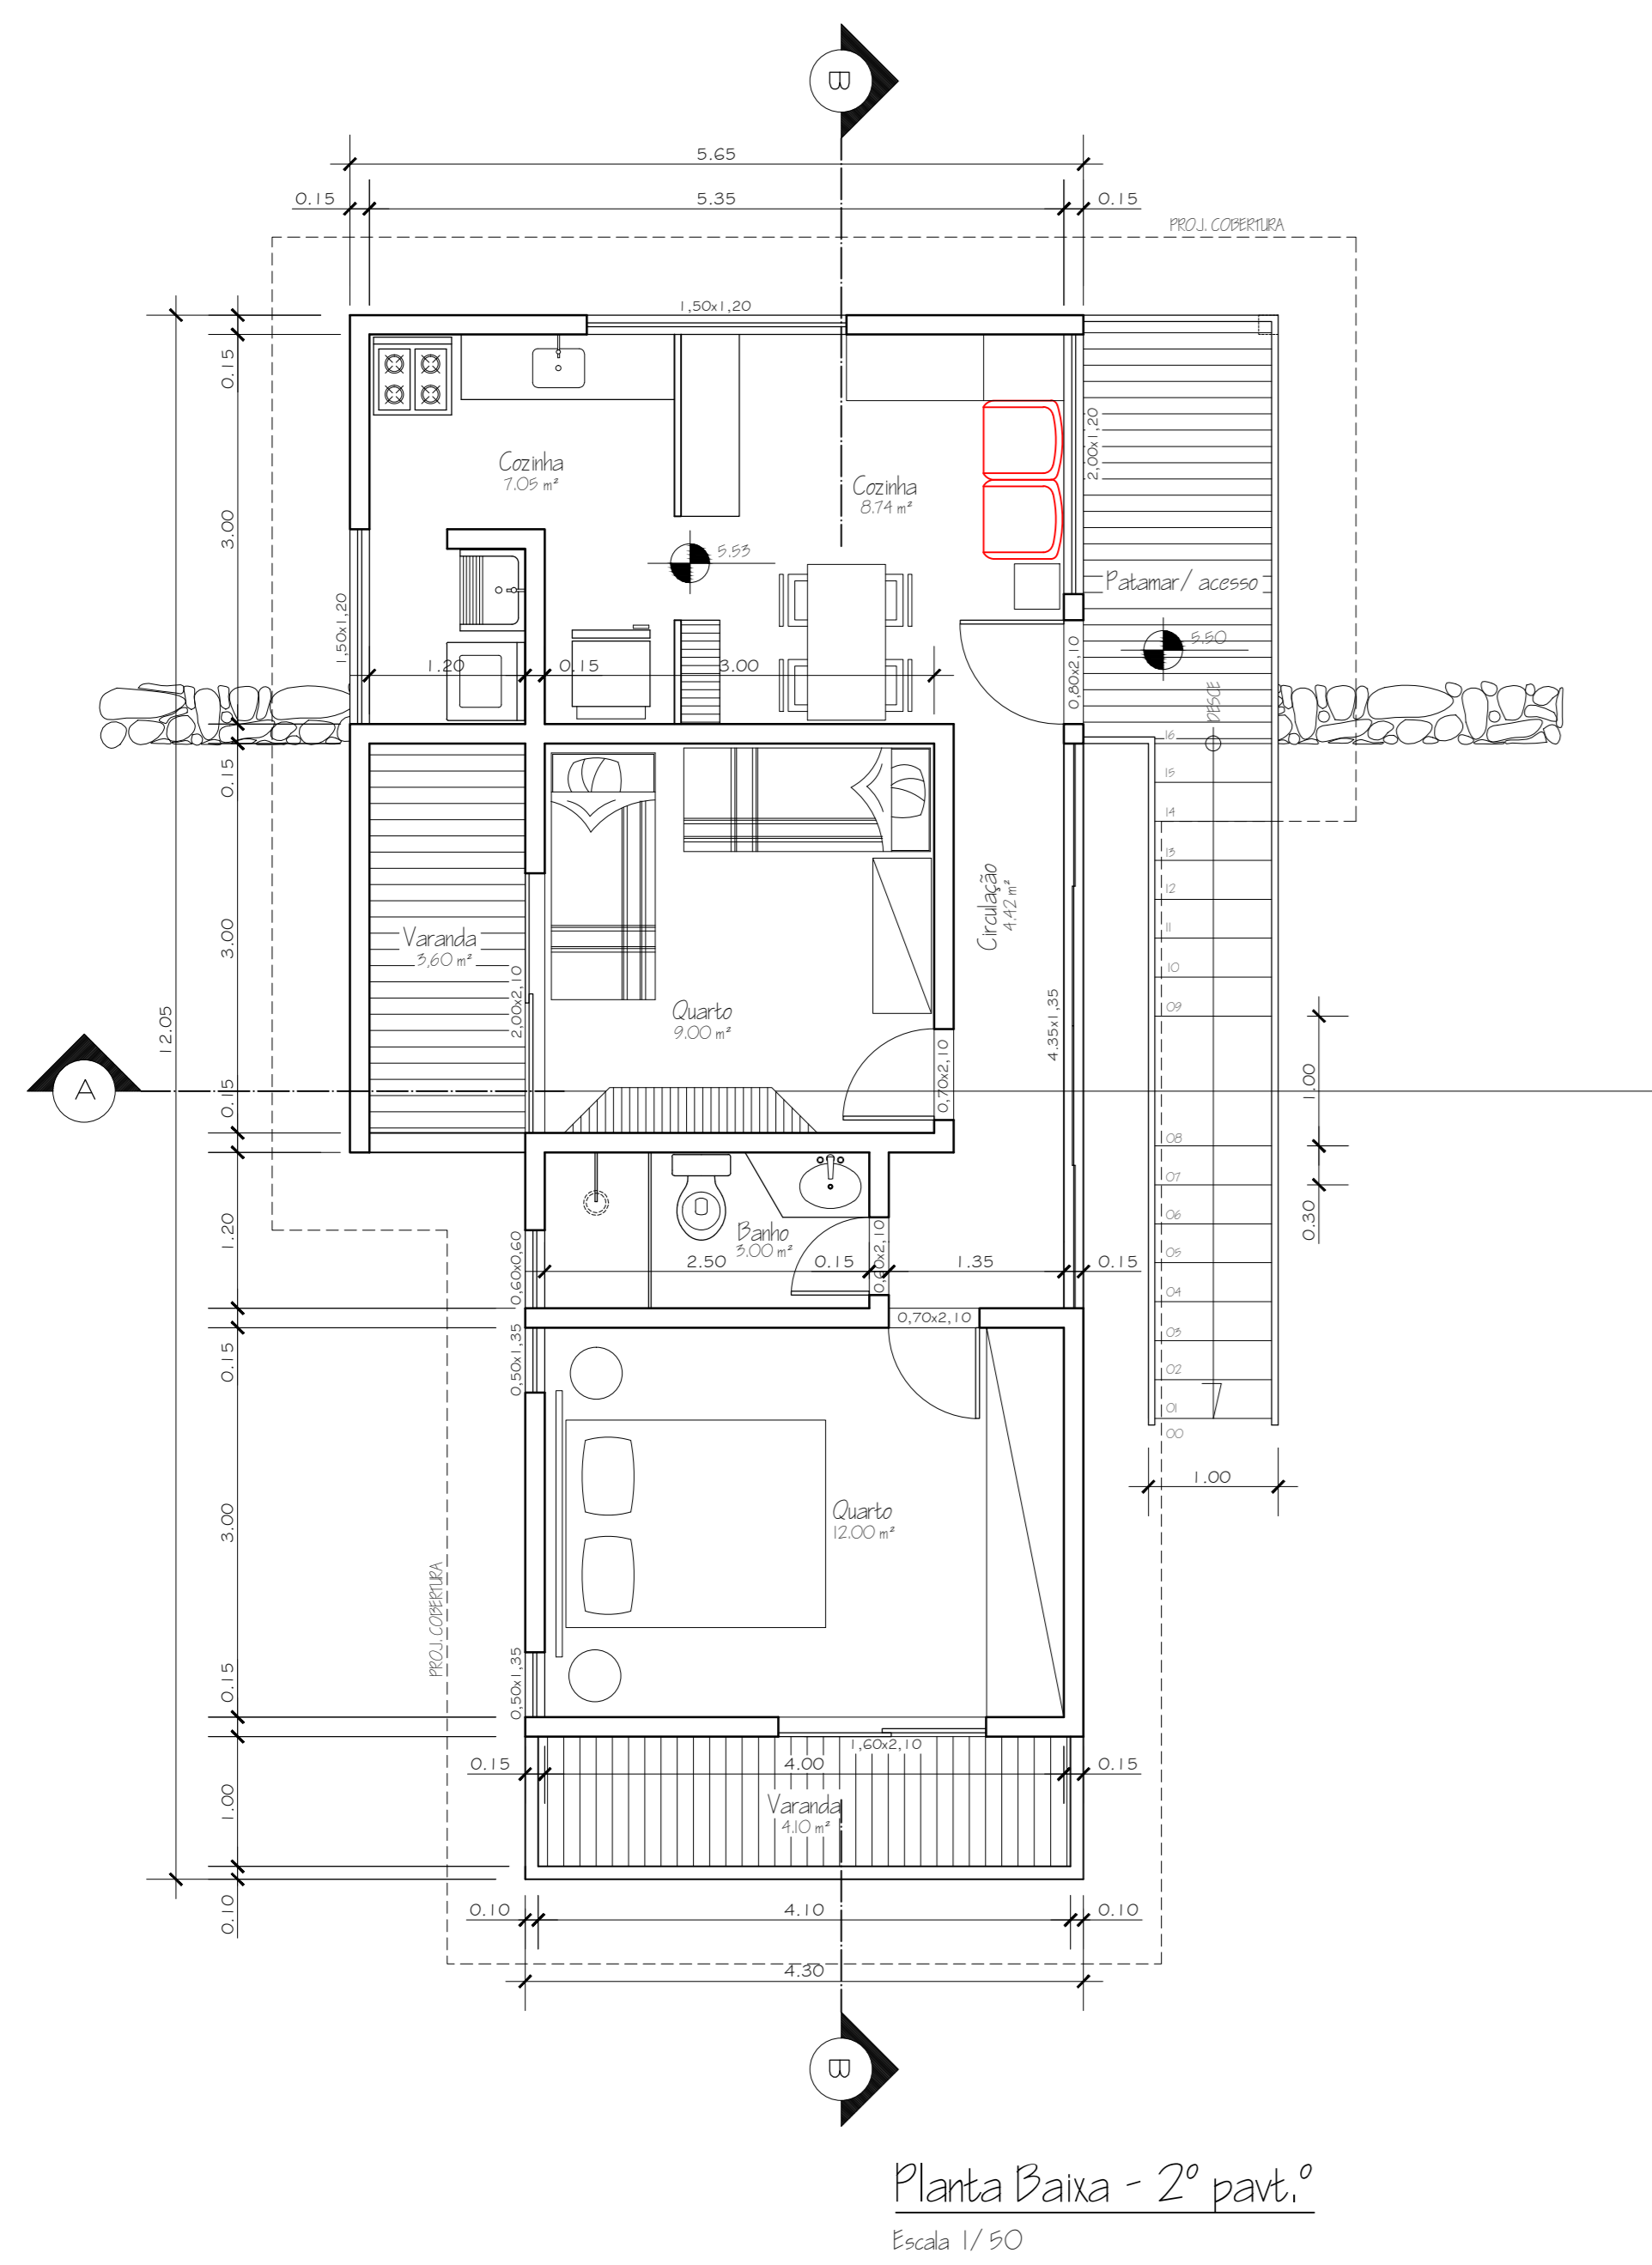 B
5.65
0.15
5.35
0.15
PROJ. COBERTURA
1,50x1,20
0.15
Cozinha
7.05 m²
Cozinha
8.74 m²
2,00x1,20
3.00
5.53
Patamar/ acesso
1,50x1,20
5.50
0,80x2,10
1.20
0.15
3.00
DESCE
16
15
14
13
12
11
10
09
08
07
06
05
04
03
02
01
00
0.15
Circulação
4.42 m²
3.00
Varanda
3,60 m²
2,00x2,10
Quarto
9.00 m²
4.35x1,35
12.05
A
0.15
0,70x2,10
1.00
0.30
1.20
0,60x0,60
Banho
3.00 m²
2.50
0.15
0,60x2,10
1.35
0.15
0,70x2,10
0.15
0,50x1,35
3.00
Quarto
12.00 m²
1.00
PROJ. COBERTURA
0.15
0,50x1,35
1,60x2,10
0.15
4.00
0.15
1.00
Varanda
4.10 m²
0.10
0.10
4.10
0.10
4.30
B
Planta Baixa - 2º pavt.º
Escala 1/ 50